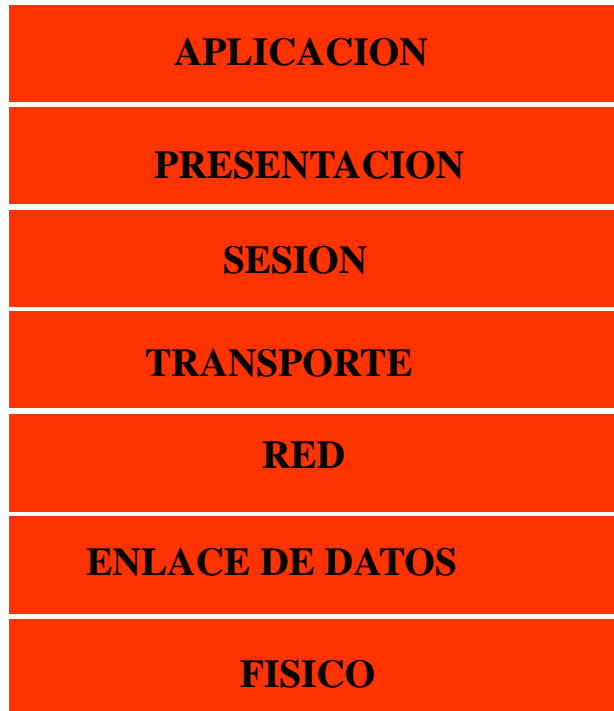 APLICACION
PRESENTACION
SESION
TRANSPORTE
RED
ENLACE DE DATOS
FISICO